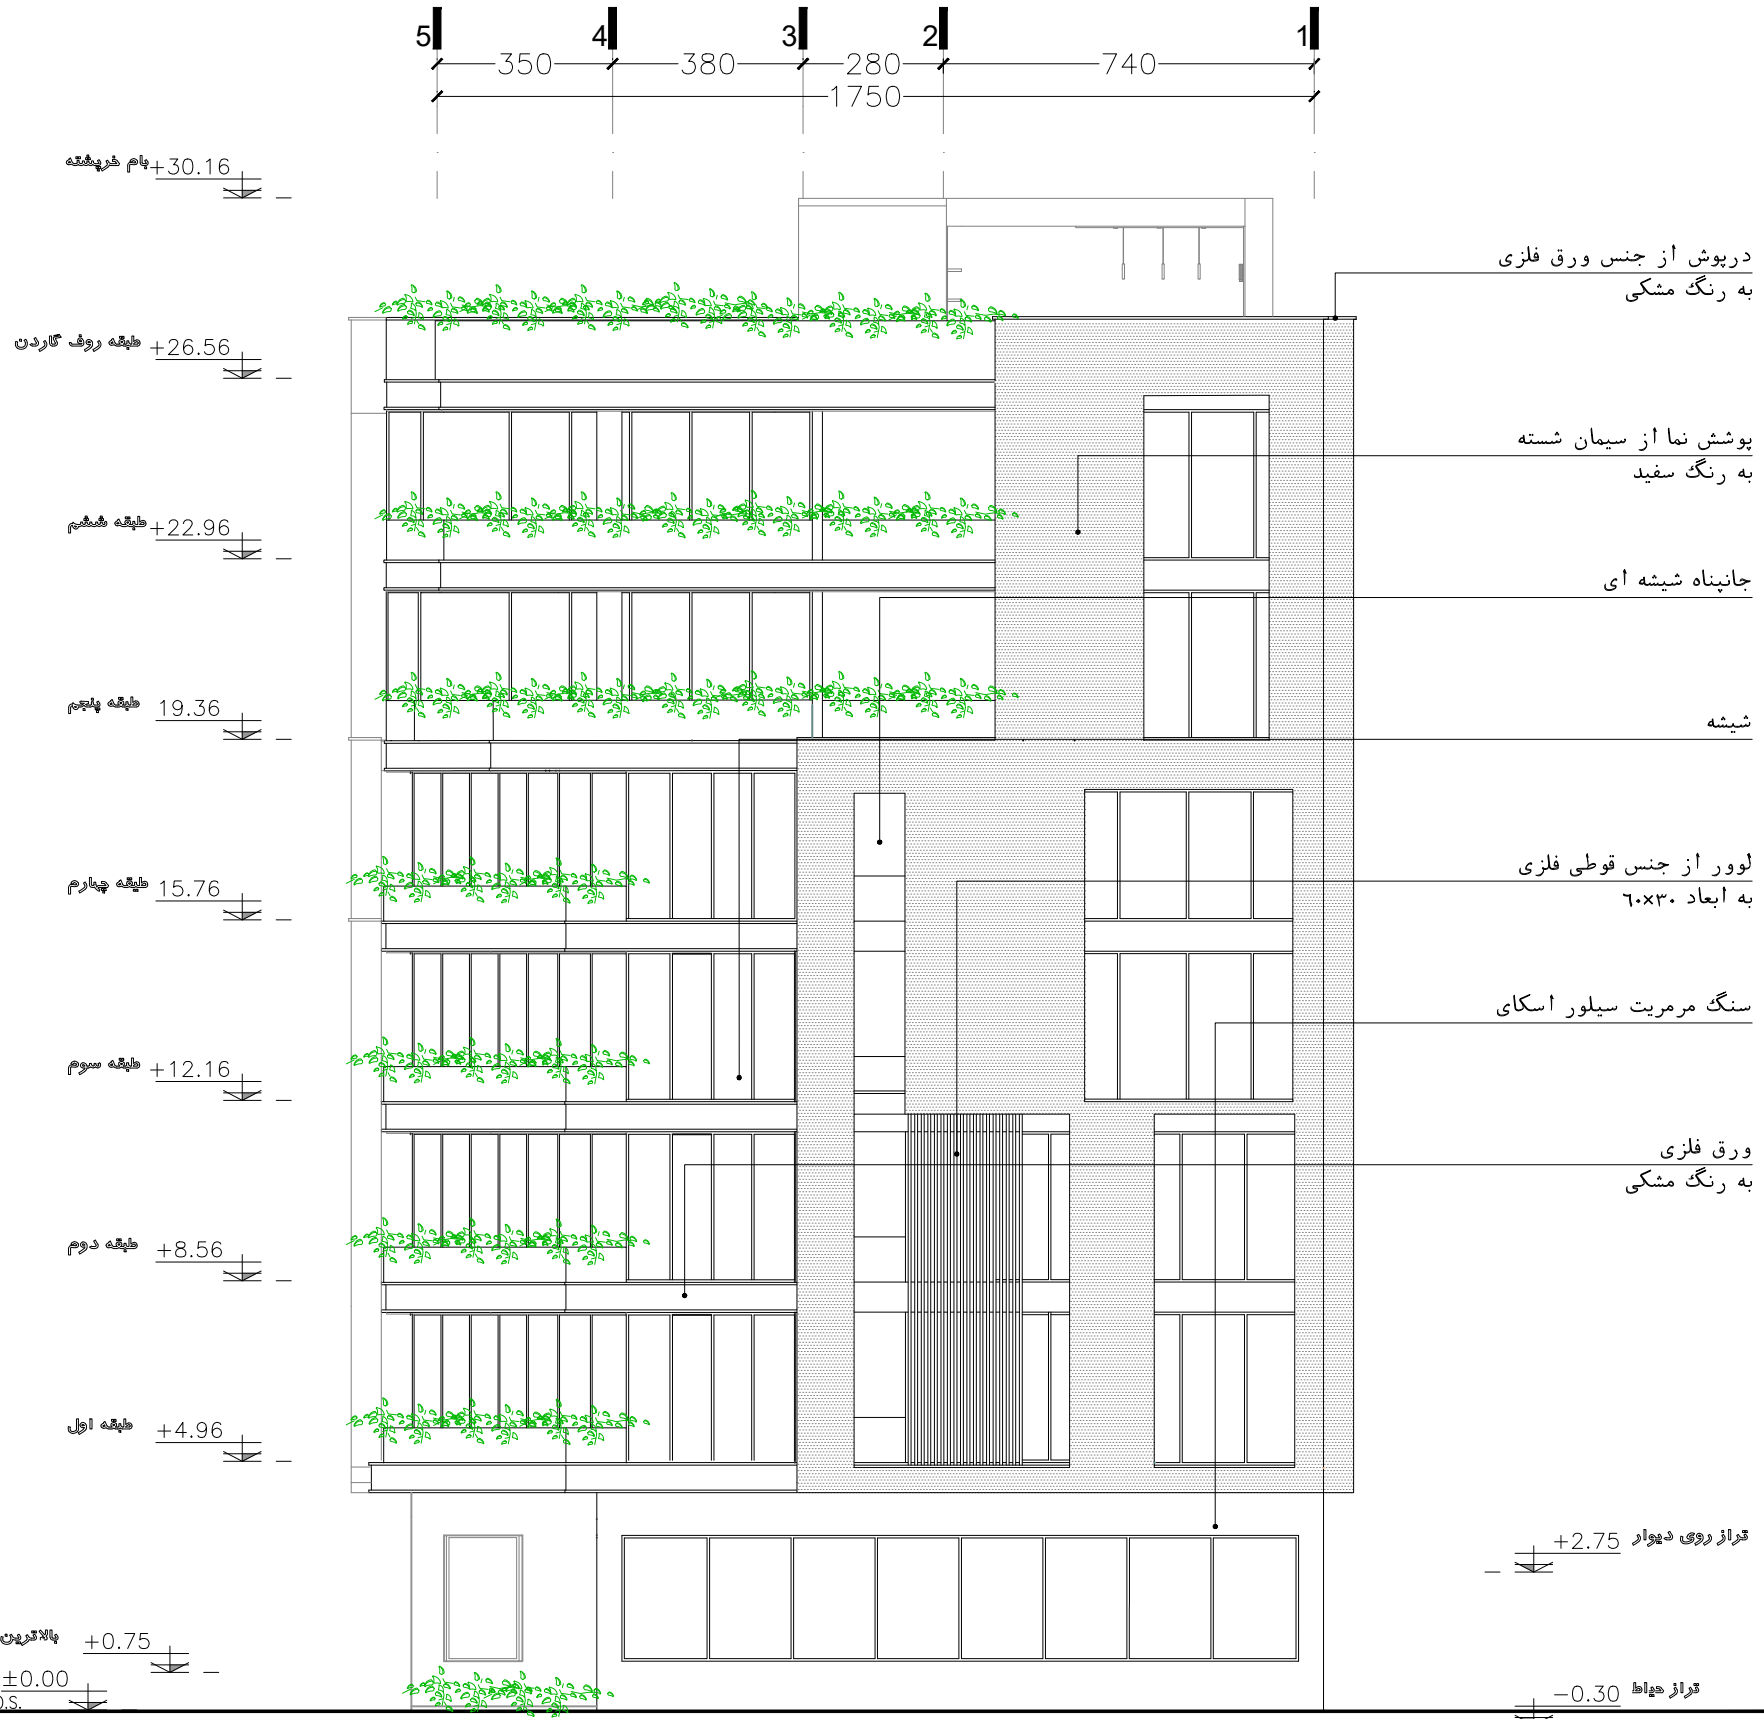 5 4 3 2 1
350 380 280 740
1750
بام خرپشته +30.16
درپوش از جنس ورق فلزی
به رنگ مشکی
طبقه روف گاردن +26.56
پوشش نما از سیمان شسته
به رنگ سفید
طبقه ششم +22.96
جانپناه شیشه ای
طبقه پنجم 19.36
شیشه
لوور از جنس قوطی فلزی
به ابعاد ٦٠×٣٠
طبقه چهارم 15.76
سنگ مرمریت سیلور اسکای
طبقه سوم +12.16
ورق فلزی
به رنگ مشکی
طبقه دوم +8.56
طبقه اول +4.96
تراز روی دیوار +2.75
بالاترین +0.75
±0.00
تراز حیاط −0.30